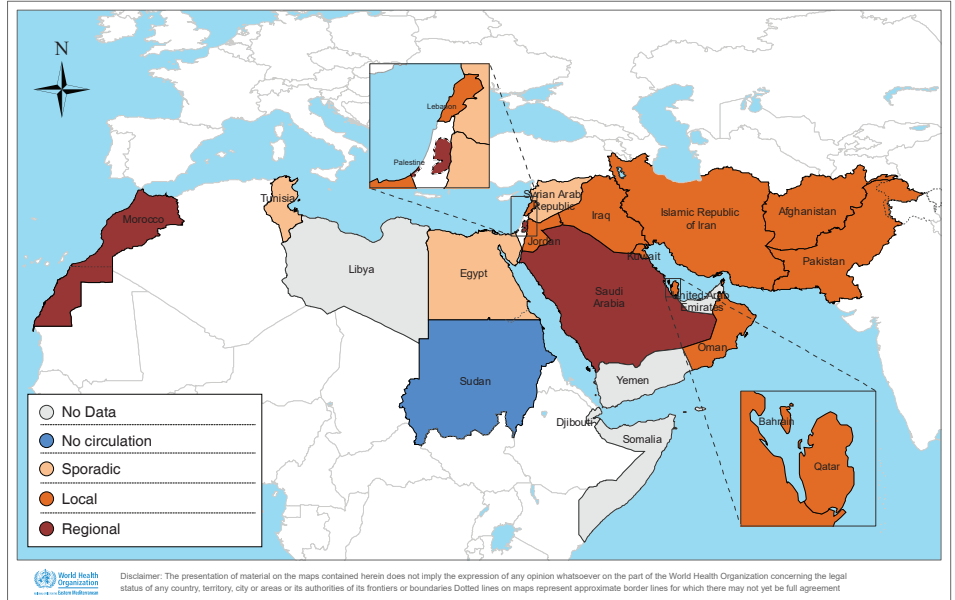 N
Lebanon
Palestine
Tunisia
Morocco
Syrian Arab
Republic
Iraq
Islamic Republic
of Iran
Afghanistan
Jordan
Kuwait
Pakistan
Libya
Egypt
Saudi
Arabia
United Arab
Emirates
Oman
Sudan
Yemen
Djibouti
Somalia
Bahrain
Qatar
No Data
No circulation
Sporadic
Local
Regional
World Health
Organization
Eastern Mediterranean
Disclaimer: The presentation of material on the maps contained herein does not imply the expression of any opinion whatsoever on the part of the World Health Organization concerning the legal
status of any country, territory, city or areas or its authorities of its frontiers or boundaries Dotted lines on maps represent approximate border lines for which there may not yet be full agreement